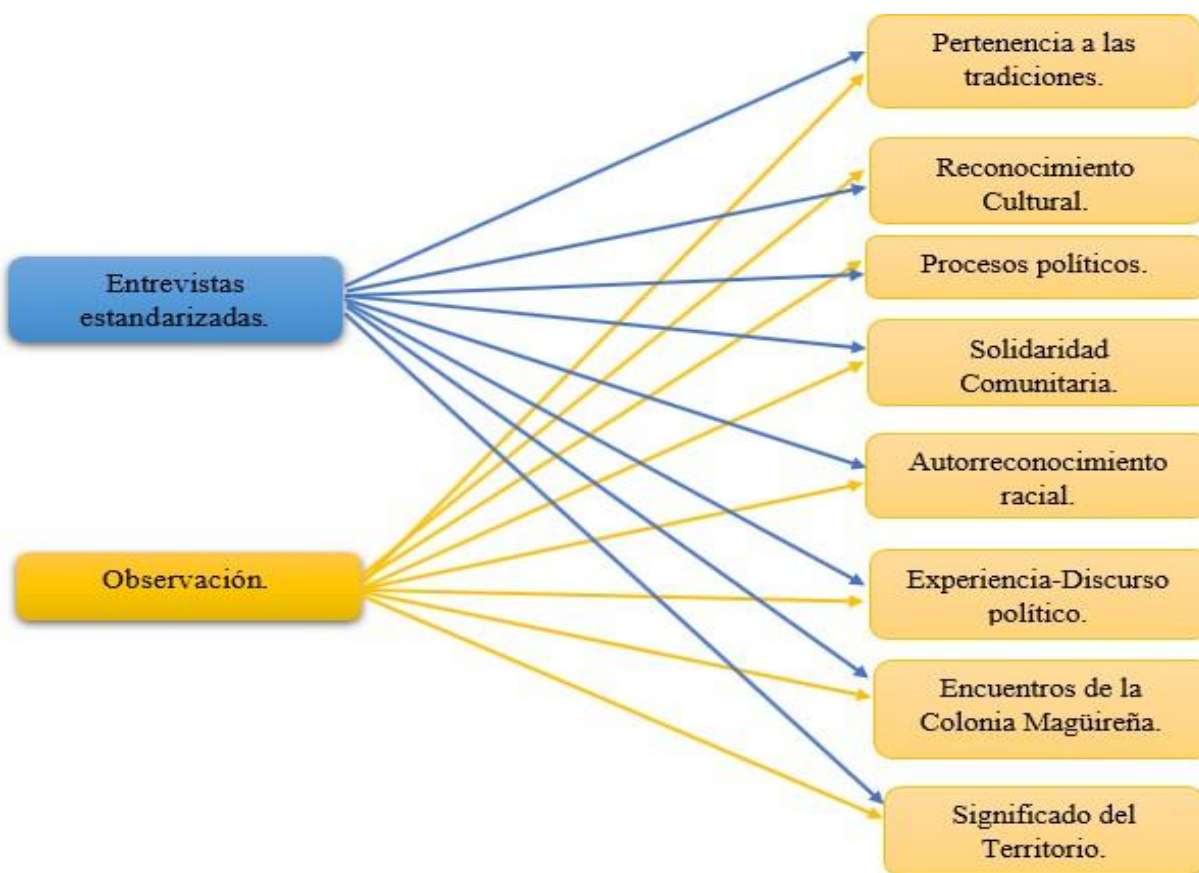 Entrevistas
estandarizadas.
Observación.
Pertenencia a las
tradiciones.
Reconocimiento
Cultural.
Procesos políticos.
Solidaridad
Comunitaria.
Autorreconocimiento
racial.
Experiencia-Discurso
político.
Encuentros de la
Colonia Magüireña.
Significado del
Territorio.